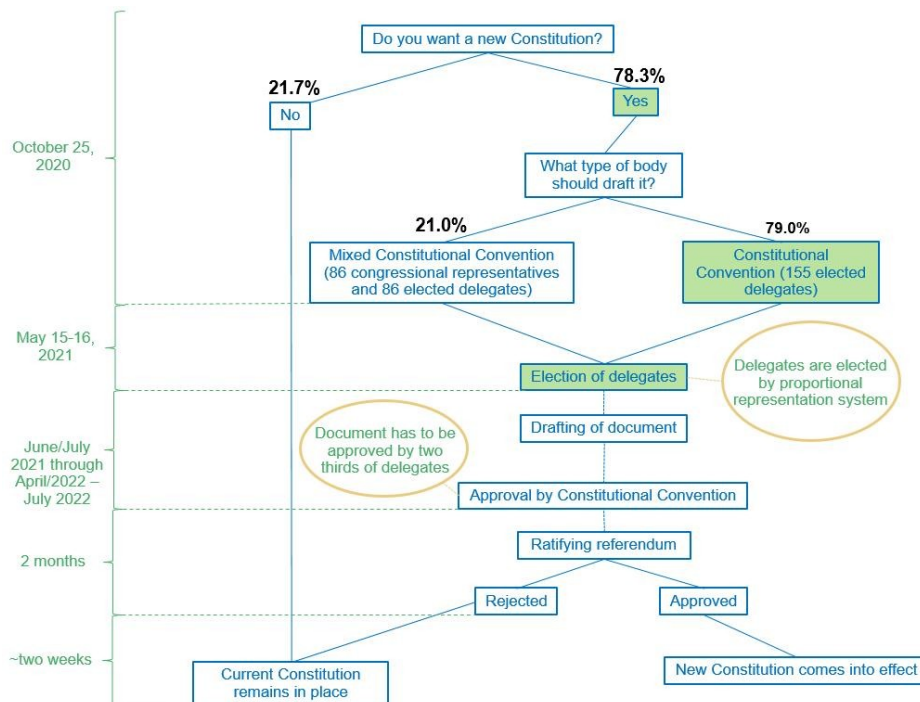 Do you want a new Constitution?
21.7%
78.3%
No
Yes
October 25,
2020
What type of body
should draft it?
21.0%
79.0%
Mixed Constitutional Convention
(86 congressional representatives
and 86 elected delegates)
Constitutional
Convention (155 elected
delegates)
May 15-16,
2021
Election of delegates
Delegates are elected
by proportional
representation system
Drafting of document
Document has to be
approved by two
thirds of delegates
June/July
2021 through
April/2022 –
July 2022
Approval by Constitutional Convention
Ratifying referendum
2 months
Rejected
Approved
~two weeks
Current Constitution
remains in place
New Constitution comes into effect